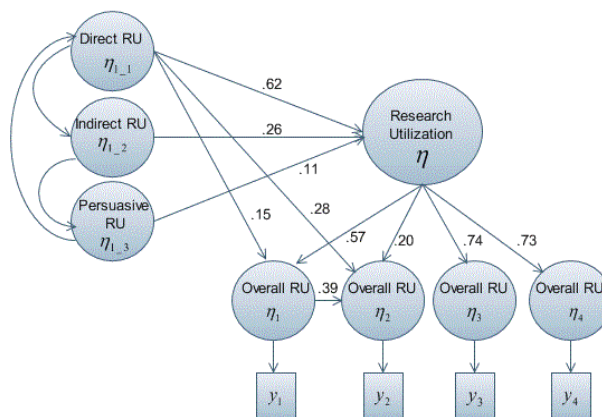 Direct RU
η1_1
Indirect RU
η1_2
Persuasive
RU
η1_3
.62
.26
.11
.15
.28
Research
Utilization
η
.57
.20
.74
.73
Overall RU
η1
.39
Overall RU
η2
Overall RU
η3
Overall RU
η4
y1
y2
y3
y4